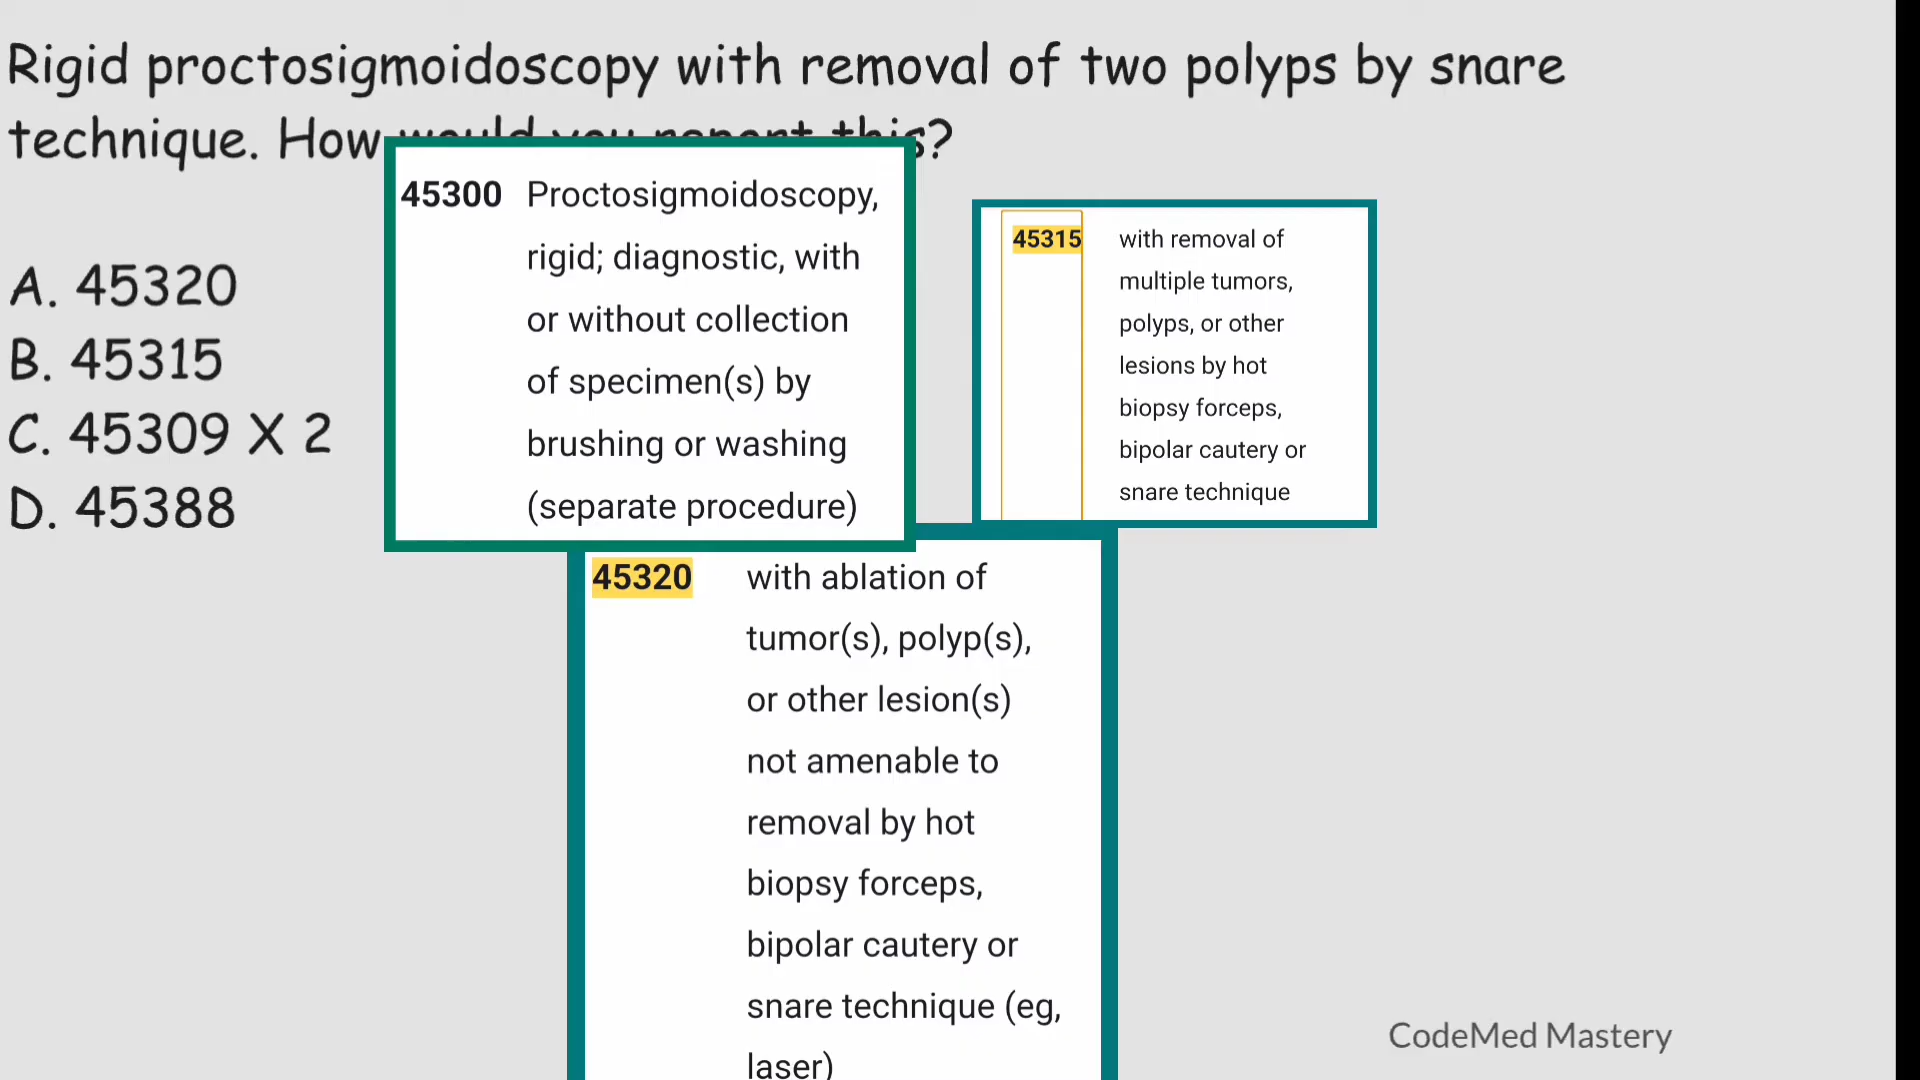 Rigid proctosigmoidoscopy with removal of two polyps by snare
technique. How would you report this?
A. 45320
B. 45315
C. 45309 X 2
D. 45388
45300 Proctosigmoidoscopy,
rigid; diagnostic, with
or without collection
of specimen(s) by
brushing or washing
(separate procedure)
45315 with removal of
multiple tumors,
polyps, or other
lesions by hot
biopsy forceps,
bipolar cautery or
snare technique
45320 with ablation of
tumor(s), polyp(s),
or other lesion(s)
not amenable to
removal by hot
biopsy forceps,
bipolar cautery or
snare technique (eg,
laser)
CodeMed Mastery